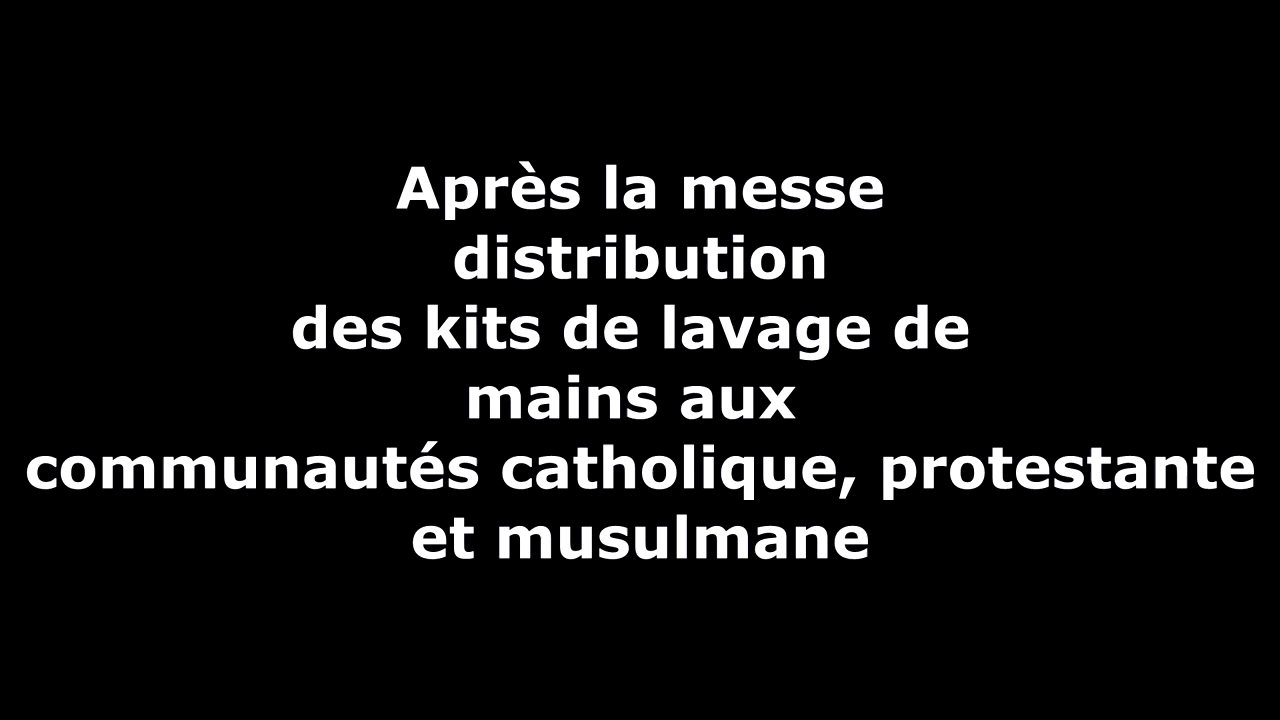 Après la messe
distribution
des kits de lavage de
mains aux
communautés catholique, protestante
et musulmane